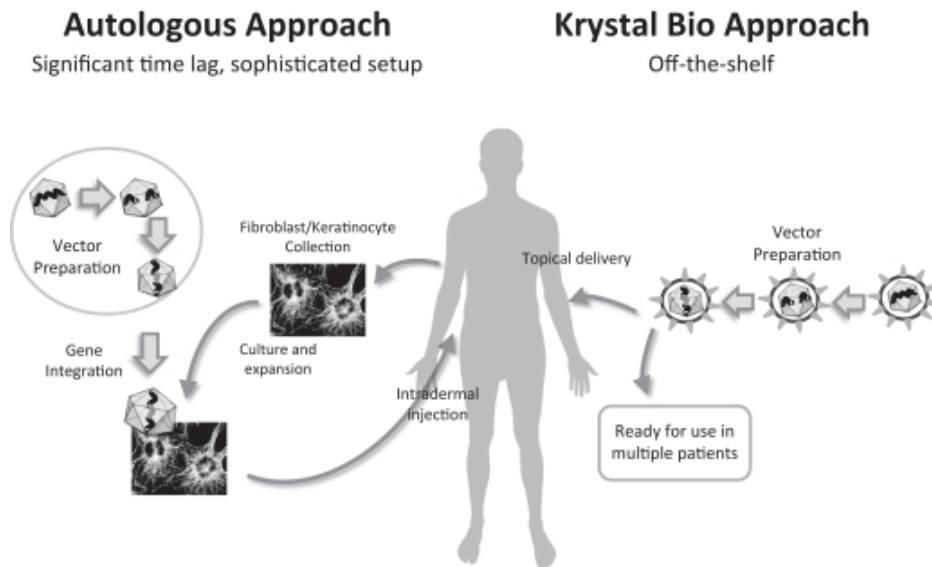 Autologous Approach
Significant time lag, sophisticated setup
Krystal Bio Approach
Off-the-shelf
Vector
Preparation
Fibroblast/Keratinocyte
Collection
Culture and
expansion
Gene
Integration
Intradermal
injection
Topical delivery
Vector
Preparation
Ready for use in
multiple patients